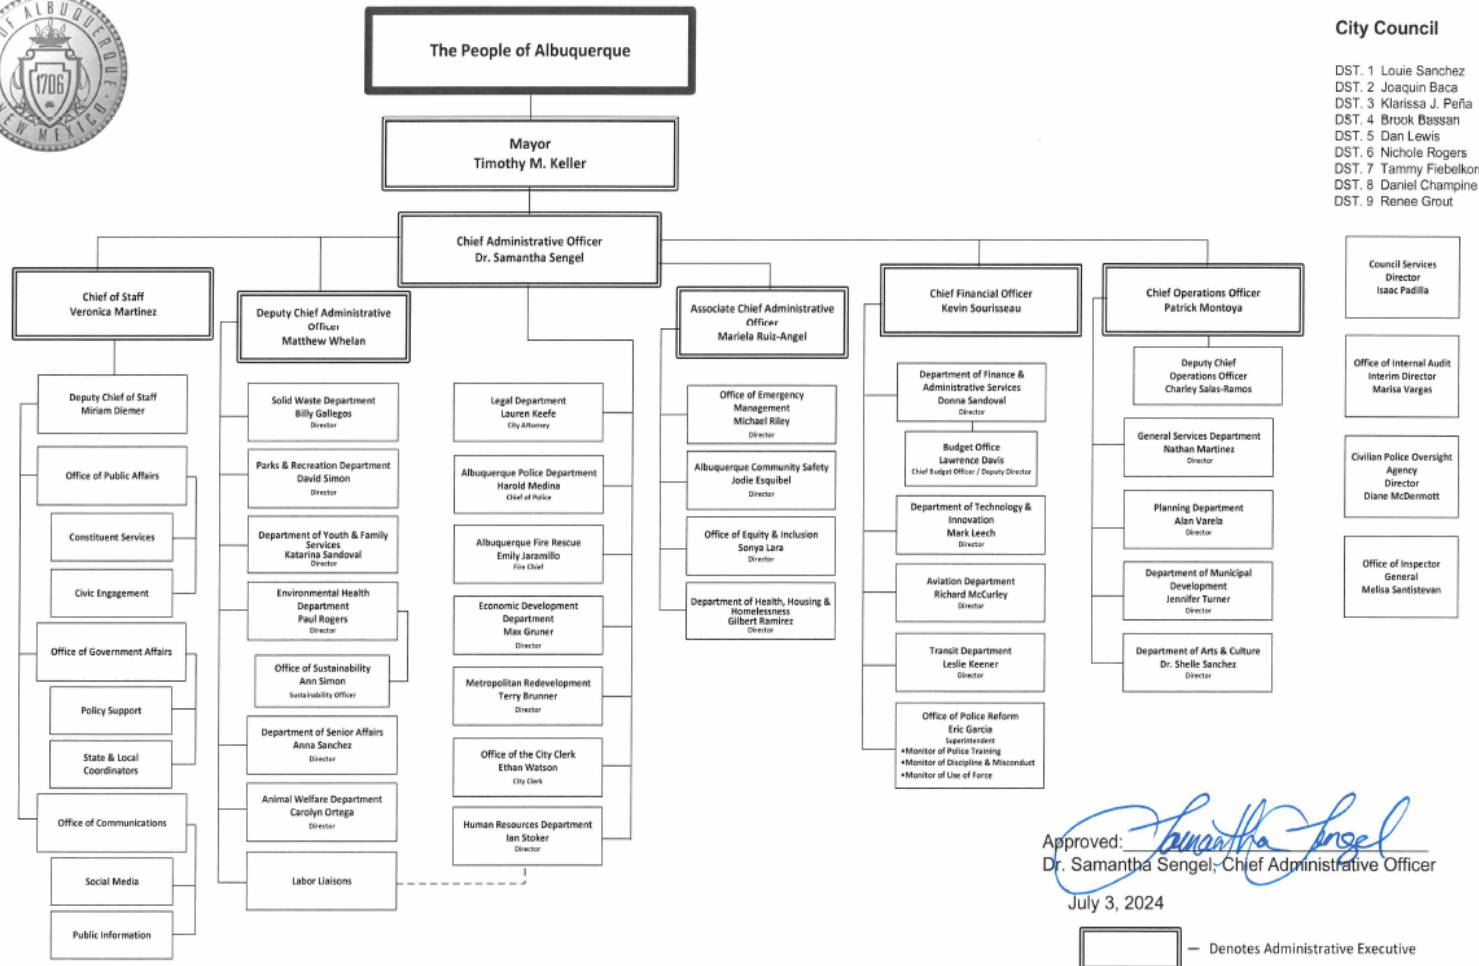 OF ALBUQUERQUE
NEW MEXICO
1706
The People of Albuquerque
Mayor
Timothy M. Keller
Chief Administrative Officer
Dr. Samantha Sengel
City Council
DST. 1 Louie Sanchez
DST. 2 Joaquin Baca
DST. 3 Klarissa J. Peña
DST. 4 Brook Bassan
DST. 5 Dan Lewis
DST. 6 Nichole Rogers
DST. 7 Tammy Fiebelkorn
DST. 8 Daniel Champine
DST. 9 Renee Grout
Chief of Staff
Veronica Martinez
Deputy Chief of Staff
Miriam Diemer
Office of Public Affairs
Constituent Services
Civic Engagement
Office of Government Affairs
Policy Support
State & Local
Coordinators
Office of Communications
Social Media
Public Information
Deputy Chief Administrative
Officer
Matthew Whelan
Solid Waste Department
Billy Gallegos
Director
Parks & Recreation Department
David Simon
Director
Department of Youth & Family
Services
Katarina Sandoval
Director
Environmental Health
Department
Paul Rogers
Director
Office of Sustainability
Ann Simon
Sustainability Officer
Department of Senior Affairs
Anna Sanchez
Director
Animal Welfare Department
Carolyn Ortega
Director
Labor Liaisons
Legal Department
Lauren Keefe
City Attorney
Albuquerque Police Department
Harold Medina
Chief of Police
Albuquerque Fire Rescue
Emily Jaramillo
Fire Chief
Economic Development
Department
Max Gruner
Director
Metropolitan Redevelopment
Terry Brunner
Director
Office of the City Clerk
Ethan Watson
City Clerk
Human Resources Department
Ian Stoker
Director
Associate Chief Administrative
Officer
Mariela Ruiz-Angel
Office of Emergency
Management
Michael Riley
Director
Albuquerque Community Safety
Jodie Esquibel
Director
Office of Equity & Inclusion
Sonya Lara
Director
Department of Health, Housing &
Homelessness
Gilbert Ramirez
Director
Chief Financial Officer
Kevin Sourisseau
Department of Finance &
Administrative Services
Donna Sandoval
Director
Budget Office
Lawrence Davis
Chief Budget Officer / Deputy Director
Department of Technology &
Innovation
Mark Leech
Director
Aviation Department
Richard McCurley
Director
Transit Department
Leslie Keener
Director
Office of Police Reform
Eric Garcia
Superintendent
•Monitor of Police Training
•Monitor of Discipline & Misconduct
•Monitor of Use of Force
Chief Operations Officer
Patrick Montoya
Deputy Chief
Operations Officer
Charley Salas-Ramos
General Services Department
Nathan Martinez
Director
Planning Department
Alan Varela
Director
Department of Municipal
Development
Jennifer Turner
Director
Department of Arts & Culture
Dr. Shelle Sanchez
Director
Council Services
Director
Isaac Padilla
Office of Internal Audit
Interim Director
Marisa Vargas
Civilian Police Oversight
Agency
Director
Diane McDermott
Office of Inspector
General
Melisa Santistevan
Approved: Samantha Sengel
Dr. Samantha Sengel, Chief Administrative Officer
July 3, 2024
— Denotes Administrative Executive